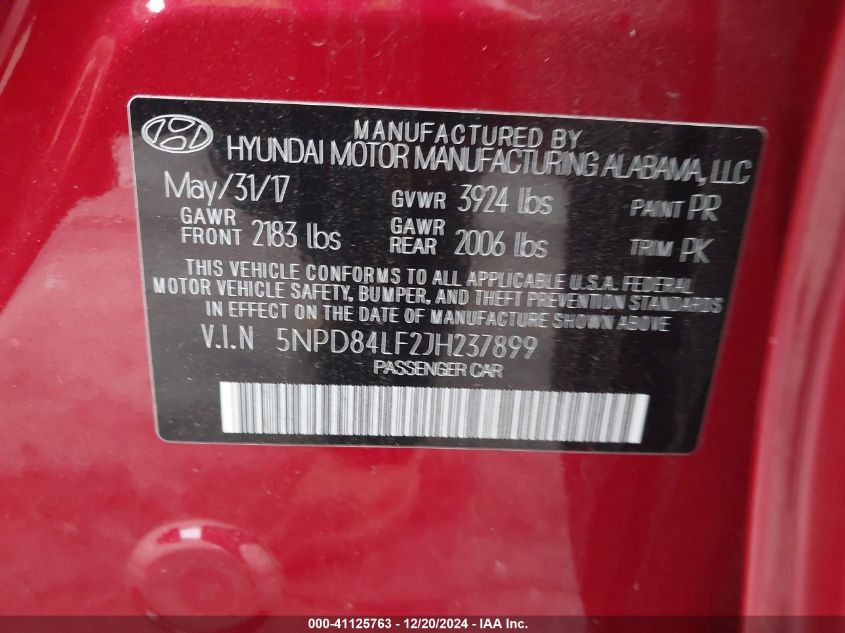 MANUFACTURED BY
HYUNDAI MOTOR MANUFACTURING ALABAMA, LLC
May/31/17 GVWR 3924 lbs PAINT PR
GAWR FRONT 2183 lbs GAWR REAR 2006 lbs TRIM PK
THIS VEHICLE CONFORMS TO ALL APPLICABLE U.S.A. FEDERAL
MOTOR VEHICLE SAFETY, BUMPER, AND THEFT PREVENTION STANDARDS
IN EFFECT ON THE DATE OF MANUFACTURE SHOWN ABOVE
V.I.N 5NPD84LF2JH237899
PASSENGER CAR
000-41125763 - 12/20/2024 - IAA Inc.